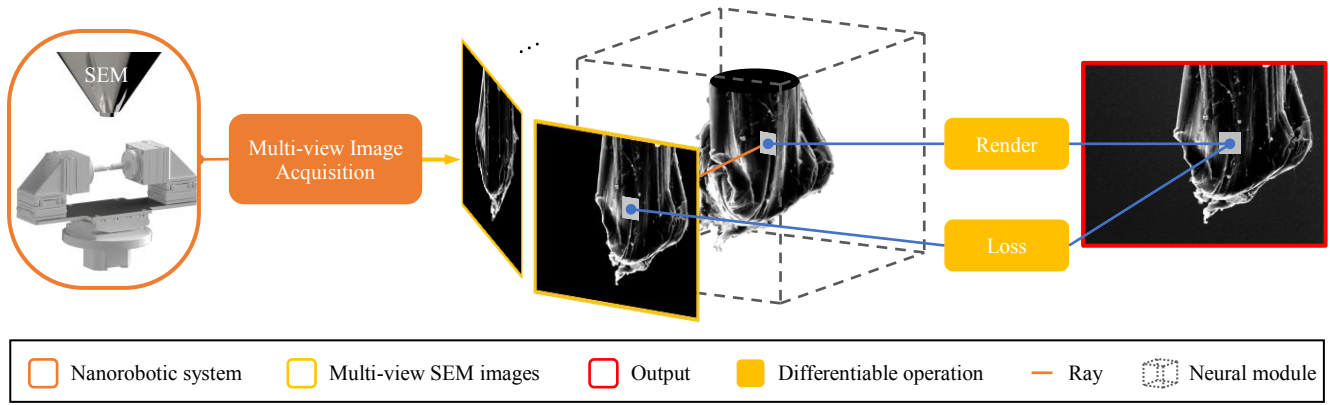 SEM
Multi-view Image
Acquisition
...
Render
Loss
Nanorobotic system
Multi-view SEM images
Output
Differentiable operation
Ray
Neural module